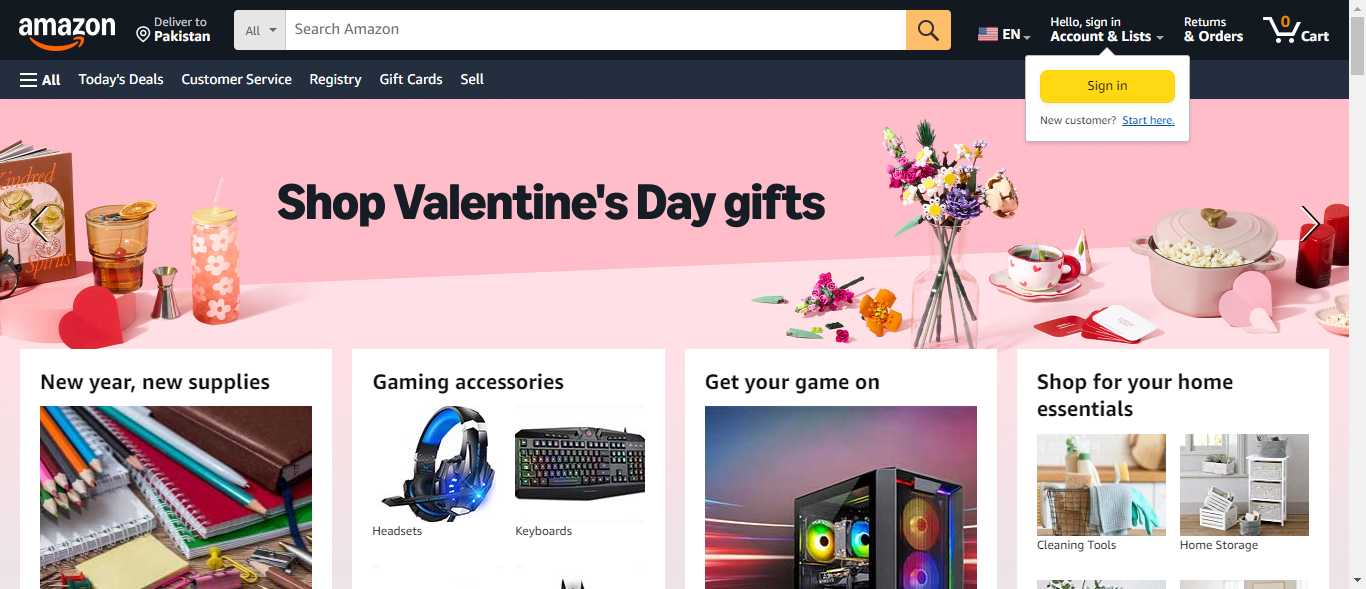 amazon
Deliver to
Pakistan
All
Search Amazon
EN
Hello, sign in
Account & Lists
Returns
& Orders
0
Cart
All
Today's Deals
Customer Service
Registry
Gift Cards
Sell
Sign in
New customer? Start here.
Kindred
Spirits
Shop Valentine's Day gifts
New year, new supplies
Gaming accessories
Get your game on
Shop for your home
essentials
Headsets
Keyboards
Cleaning Tools
Home Storage